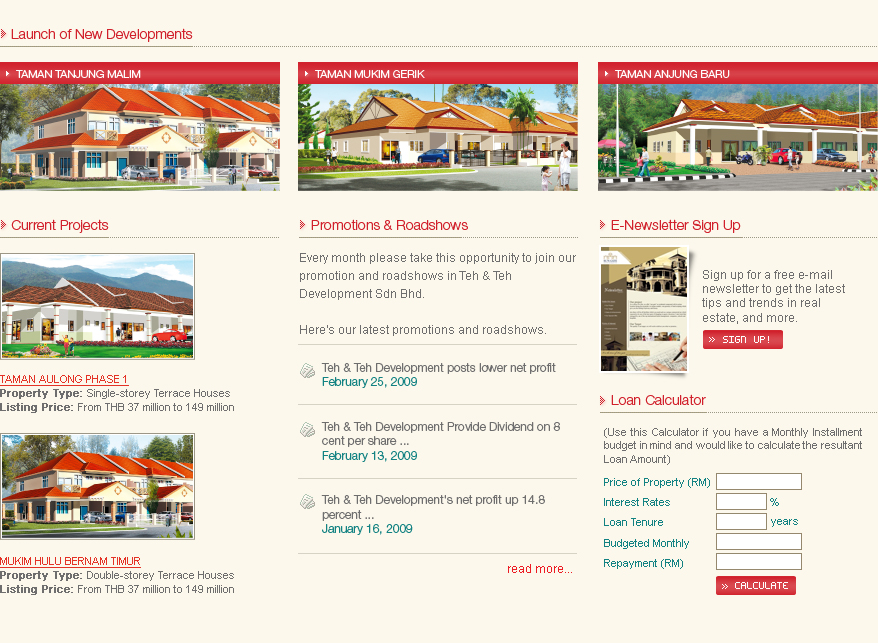 Launch of New Developments
TAMAN TANJUNG MALIM
TAMAN MUKIM GERIK
TAMAN ANJUNG BARU
Current Projects
TAMAN AULONG PHASE 1
Property Type: Single-storey Terrace Houses
Listing Price: From THB 37 million to 149 million
MUKIM HULU BERNAM TIMUR
Property Type: Double-storey Terrace Houses
Listing Price: From THB 37 million to 149 million
Promotions & Roadshows
Every month please take this opportunity to join our
promotion and roadshows in Teh & Teh
Development Sdn Bhd.
Here's our latest promotions and roadshows.
Teh & Teh Development posts lower net profit
February 25, 2009
Teh & Teh Development Provide Dividend on 8
cent per share ...
February 13, 2009
Teh & Teh Development's net profit up 14.8
percent ...
January 16, 2009
read more...
E-Newsletter Sign Up
Sign up for a free e-mail
newsletter to get the latest
tips and trends in real
estate, and more.
SIGN UP!
Loan Calculator
(Use this Calculator if you have a Monthly Installment
budget in mind and would like to calculate the resultant
Loan Amount)
Price of Property (RM)
Interest Rates %
Loan Tenure years
Budgeted Monthly
Repayment (RM)
CALCULATE